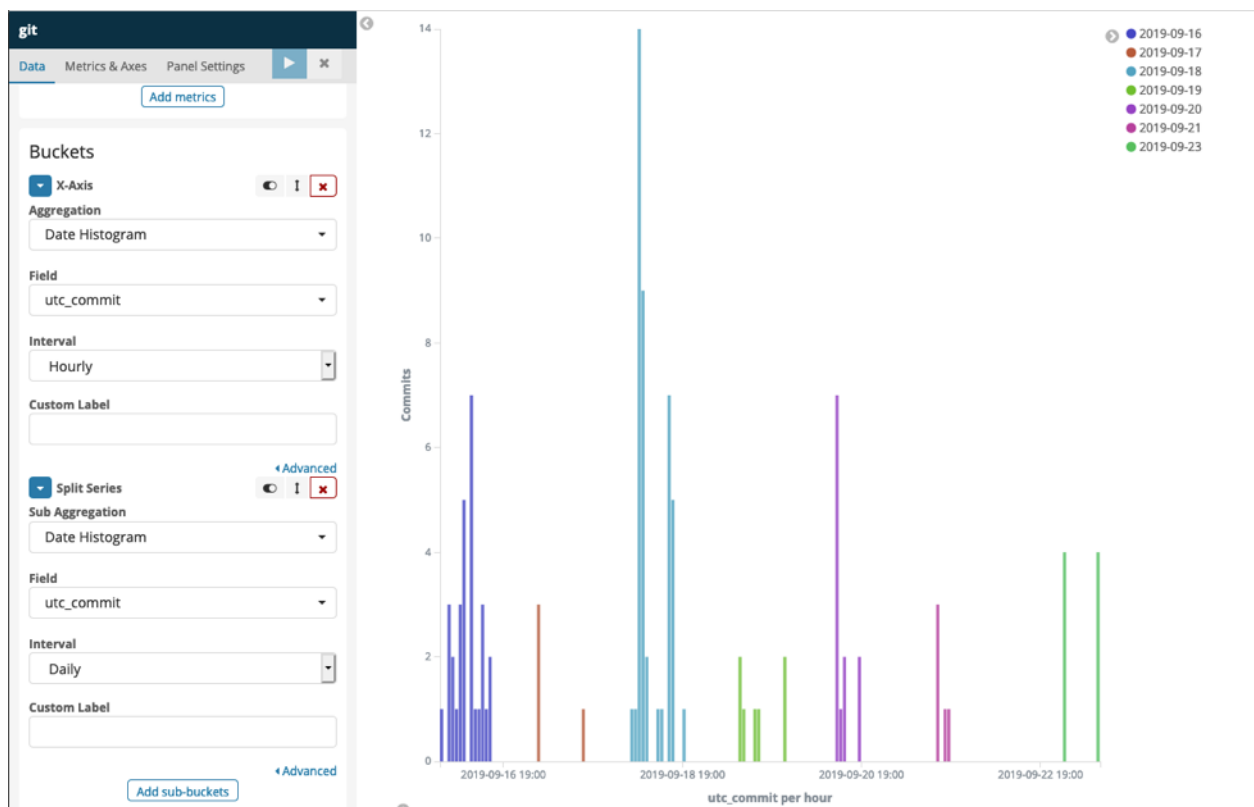 git
Data Metrics & Axes Panel Settings
Add metrics
Buckets
X-Axis
Aggregation
Date Histogram
Field
utc_commit
Interval
Hourly
Custom Label
Advanced
Split Series
Sub Aggregation
Date Histogram
Field
utc_commit
Interval
Daily
Custom Label
Advanced
Add sub-buckets
14
12
10
8
6
4
2
0
Commits
2019-09-16 19:00 2019-09-18 19:00 2019-09-20 19:00 2019-09-22 19:00
utc_commit per hour
2019-09-16
2019-09-17
2019-09-18
2019-09-19
2019-09-20
2019-09-21
2019-09-23